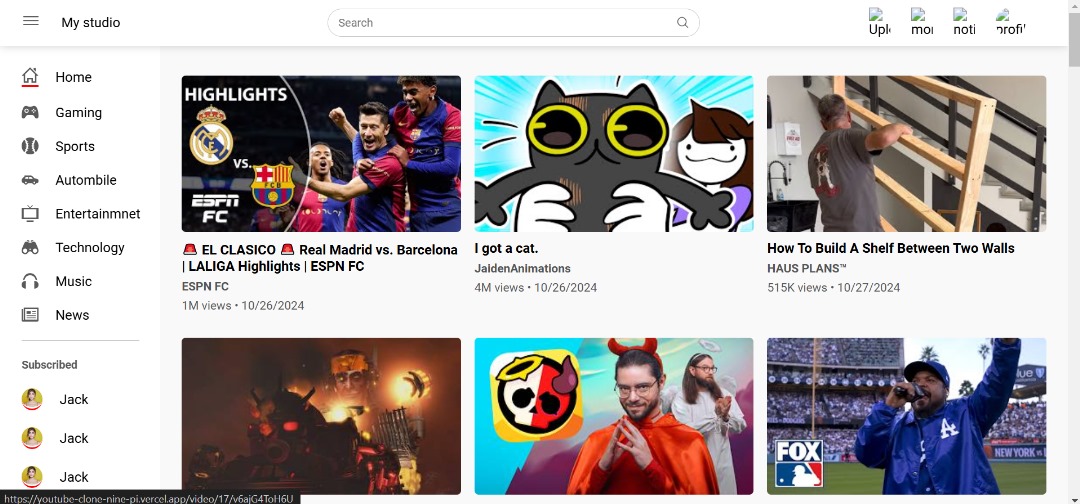 My studio
Search
Uplo
mor
noti
profi
Home
Gaming
Sports
Autombile
Entertainmnet
Technology
Music
News
Subscribed
Jack
Jack
Jack
HIGHLIGHTS
VS.
FCB
ESPN
FC
🚨 EL CLASICO 🚨 Real Madrid vs. Barcelona
| LALIGA Highlights | ESPN FC
ESPN FC
1M views • 10/26/2024
I got a cat.
JaidenAnimations
4M views • 10/26/2024
How To Build A Shelf Between Two Walls
HAUS PLANS™
515K views • 10/27/2024
FOX
LA
NEW YORK
https://youtube-clone-nine-pi.vercel.app/video/17/v6ajG4ToH6U